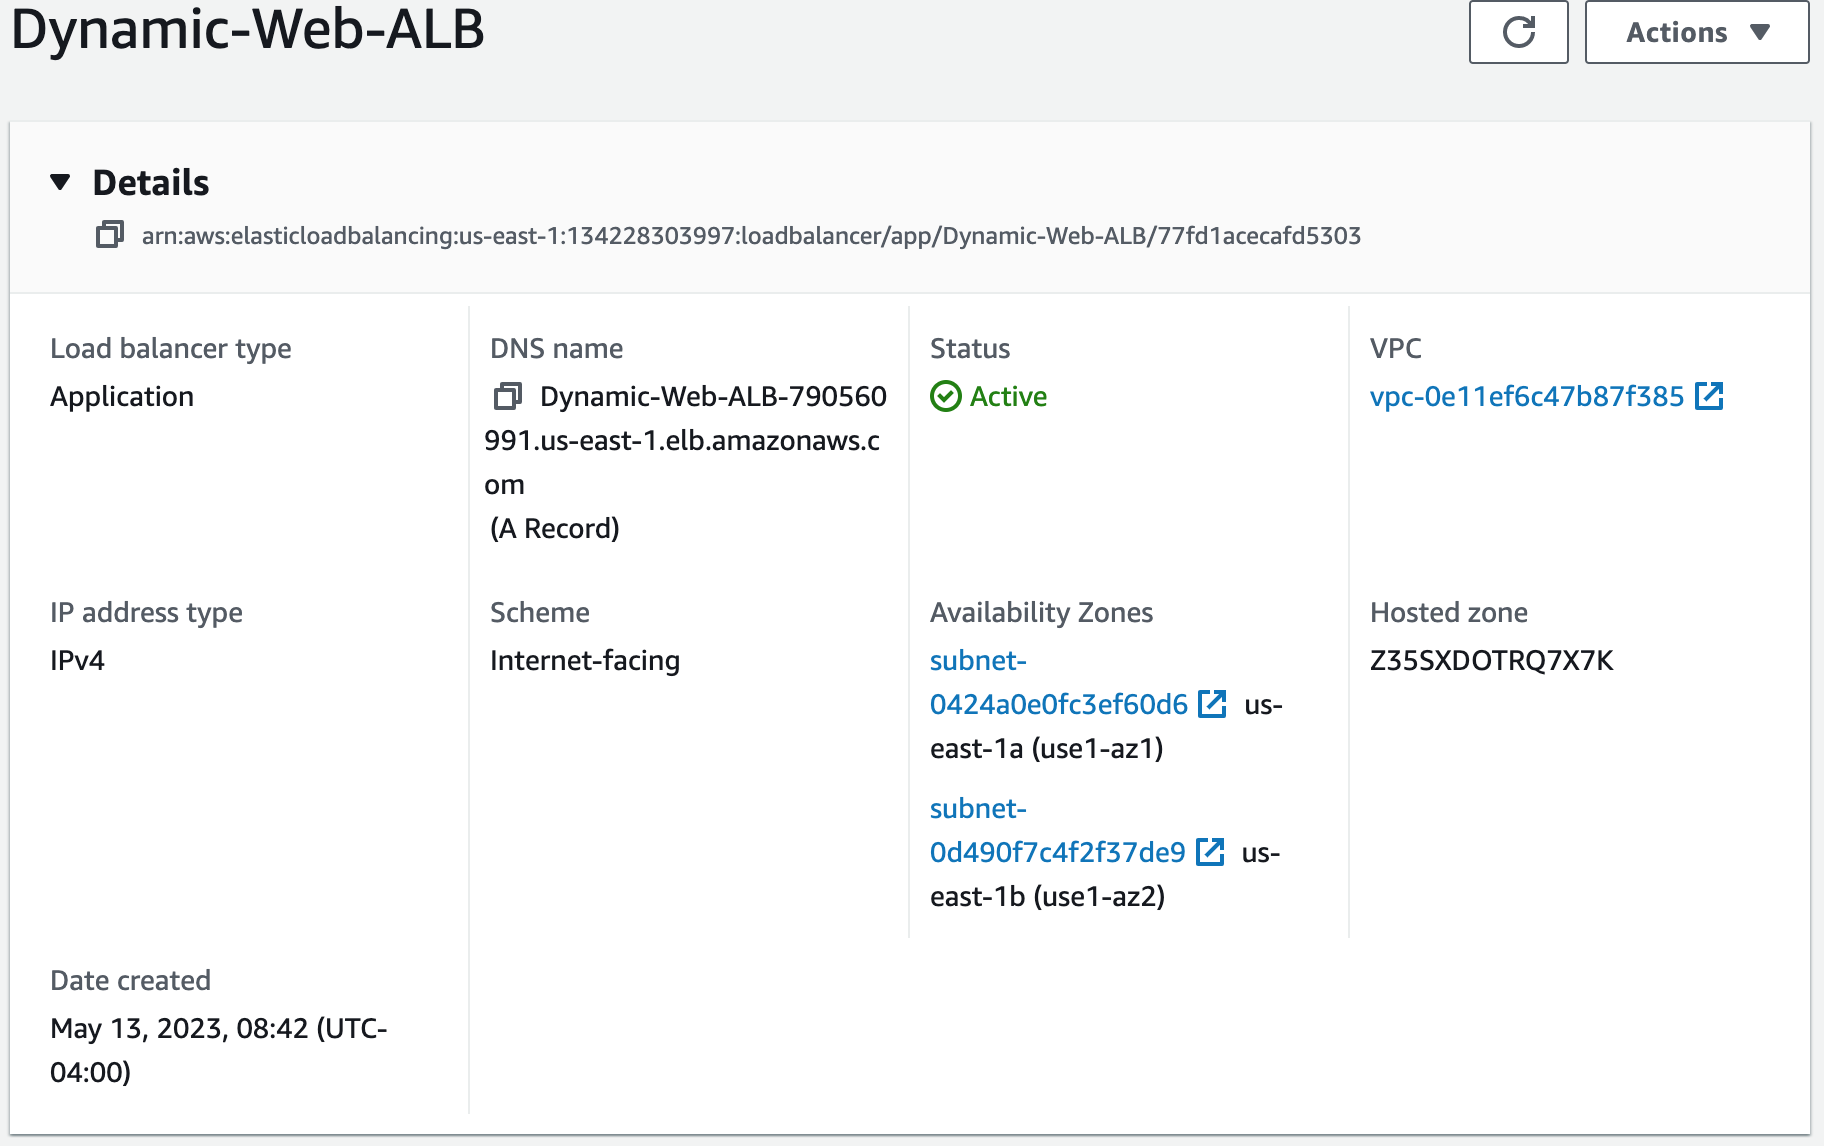 Dynamic-Web-ALB
Actions
Details
arn:aws:elasticloadbalancing:us-east-1:134228303997:loadbalancer/app/Dynamic-Web-ALB/77fd1acecafd5303
Load balancer type
Application
DNS name
Dynamic-Web-ALB-790560
991.us-east-1.elb.amazonaws.c
om
(A Record)
Status
Active
VPC
vpc-0e11ef6c47b87f385
IP address type
IPv4
Scheme
Internet-facing
Availability Zones
subnet-
0424a0e0fc3ef60d6 us-
east-1a (use1-az1)
subnet-
0d490f7c4f2f37de9 us-
east-1b (use1-az2)
Hosted zone
Z35SXDOTRQ7X7K
Date created
May 13, 2023, 08:42 (UTC-
04:00)